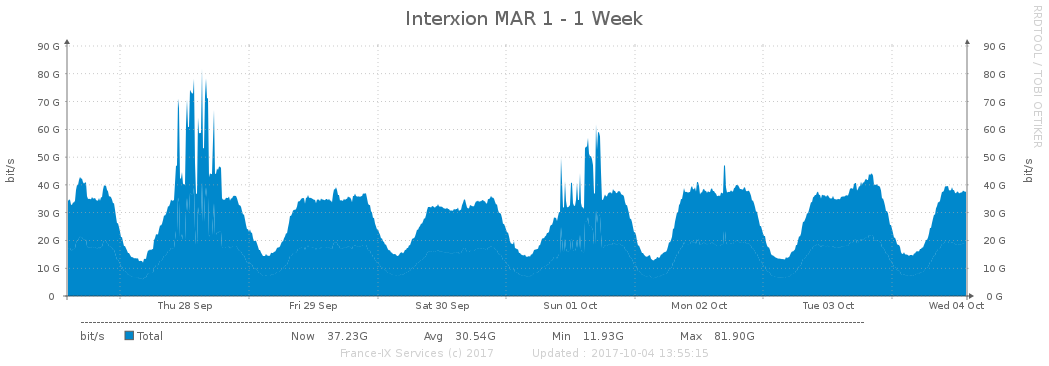 Interxion MAR 1 - 1 Week
RRDTOOL / TOBI OETIKER
bit/s
bit/s
90 G 90 G
80 G 80 G
70 G 70 G
60 G 60 G
50 G 50 G
40 G 40 G
30 G 30 G
20 G 20 G
10 G 10 G
0 0 G
Thu 28 Sep Fri 29 Sep Sat 30 Sep Sun 01 Oct Mon 02 Oct Tue 03 Oct Wed 04 Oct
bit/s Total Now 37.23G Avg 30.54G Min 11.93G Max 81.90G
France-IX Services (c) 2017 Updated : 2017-10-04 13:55:15